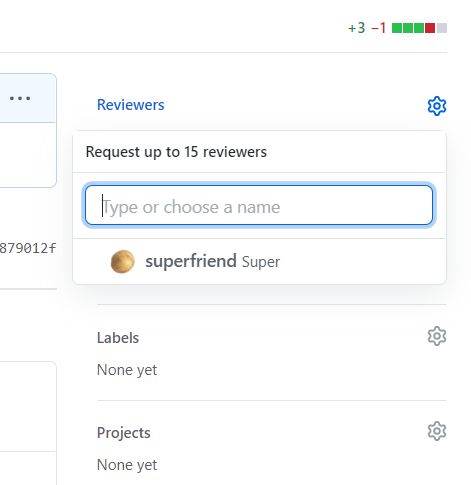 +3 −1
Reviewers
Request up to 15 reviewers
Type or choose a name
879012f
superfriend Super
Labels
None yet
Projects
None yet